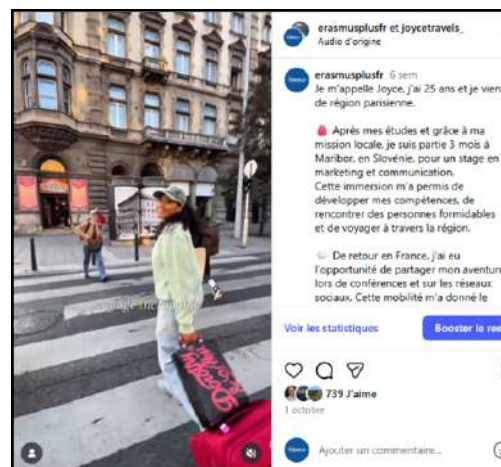 erasmusplusfr et joycetravels_
Audio d'origine
erasmusplusfr 6 sem
Je m'appelle Joyce, j'ai 25 ans et je vien
de région parisienne.
Après mes études et grâce à ma
mission locale, je suis partie 3 mois à
Maribor, en Slovénie, pour un stage en
marketing et communication.
Cette immersion m'a permis de
développer mes compétences, de
rencontrer des personnes formidables
et de voyager à travers la région.
De retour en France, j'ai eu
l'opportunité de partager mon aventure
lors de conférences et sur les réseaux
sociaux. Cette mobilité m'a donné le
Voir les statistiques
Booster le ree
739 J'aime
1 octobre
Ajouter un commentaire...